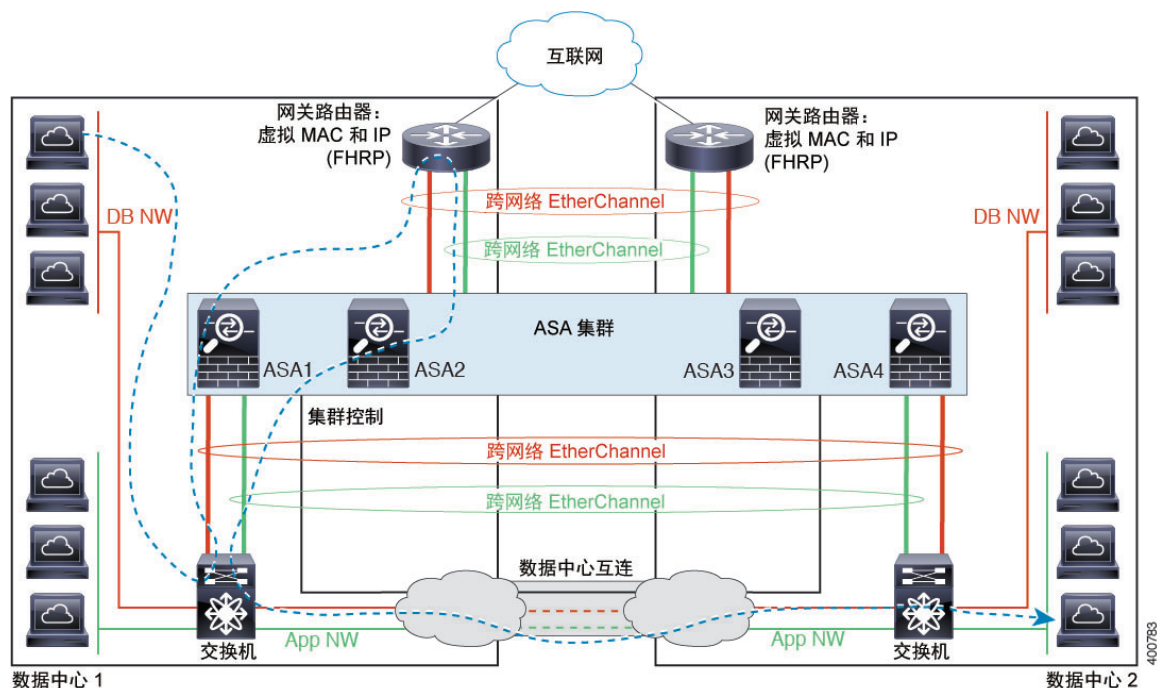 互联网
网关路由器：
虚拟 MAC 和 IP
(FHRP)
网关路由器：
虚拟 MAC 和 IP
(FHRP)
DB NW
跨网络 EtherChannel
跨网络 EtherChannel
DB NW
ASA 集群
ASA1
ASA2
ASA3
ASA4
集群控制
跨网络 EtherChannel
跨网络 EtherChannel
数据中心互连
App NW
App NW
交换机
交换机
数据中心 1
数据中心 2
400783